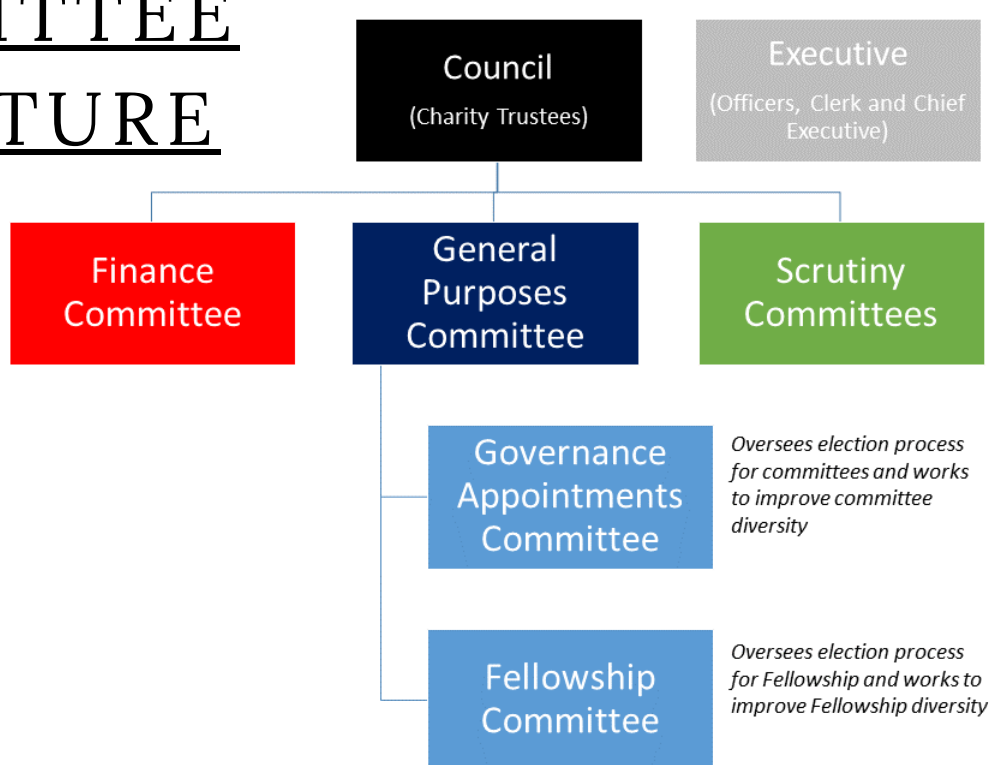 ITTEE
TURE
Council
(Charity Trustees)
Executive
(Officers, Clerk and Chief
Executive)
Finance
Committee
General
Purposes
Committee
Scrutiny
Committees
Governance
Appointments
Committee
Oversees election process
for committees and works
to improve committee
diversity
Fellowship
Committee
Oversees election process
for Fellowship and works to
improve Fellowship diversity